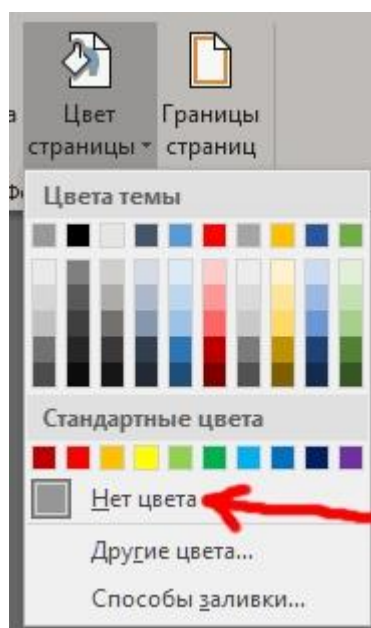 Цвет
страницы
Границы
страниц
Цвета темы
Стандартные цвета
Нет цвета
Другие цвета...
Способы заливки...